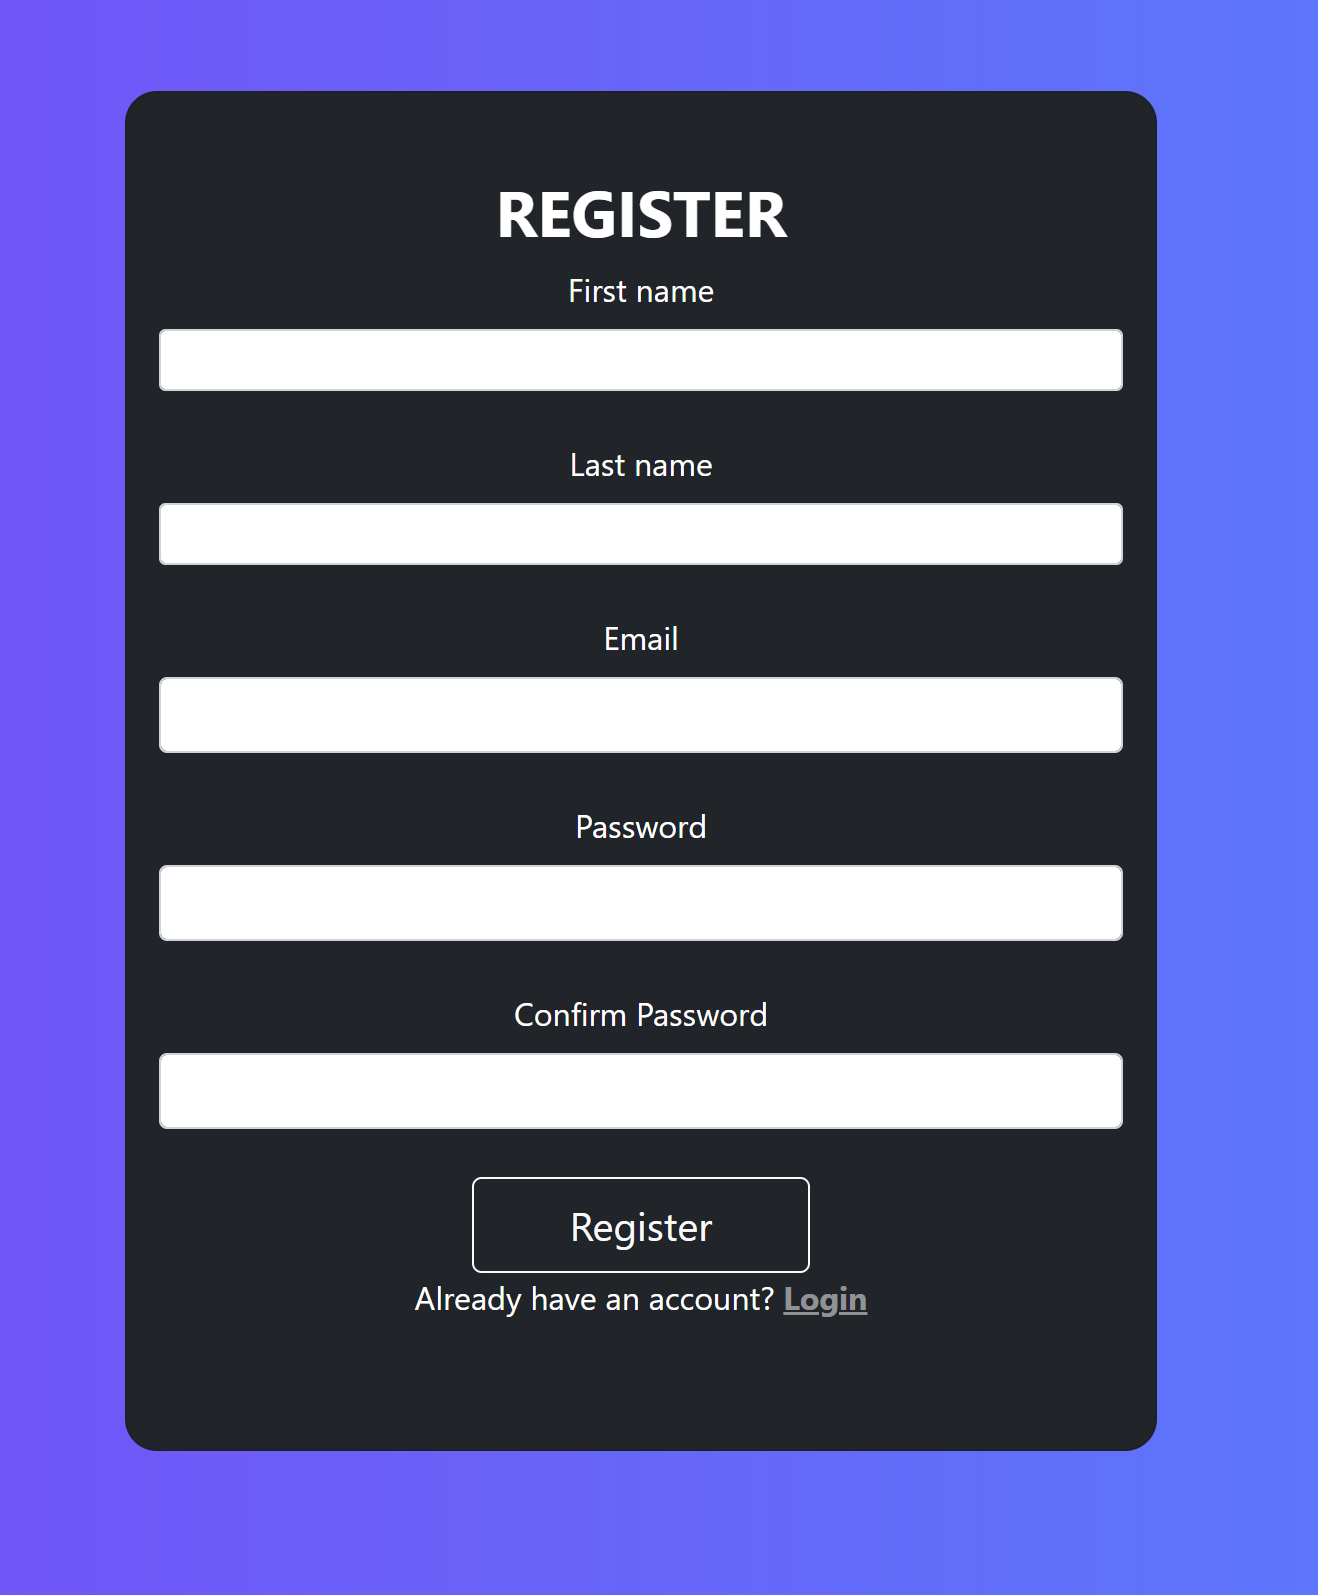 REGISTER
First name
Last name
Email
Password
Confirm Password
Register
Already have an account? Login